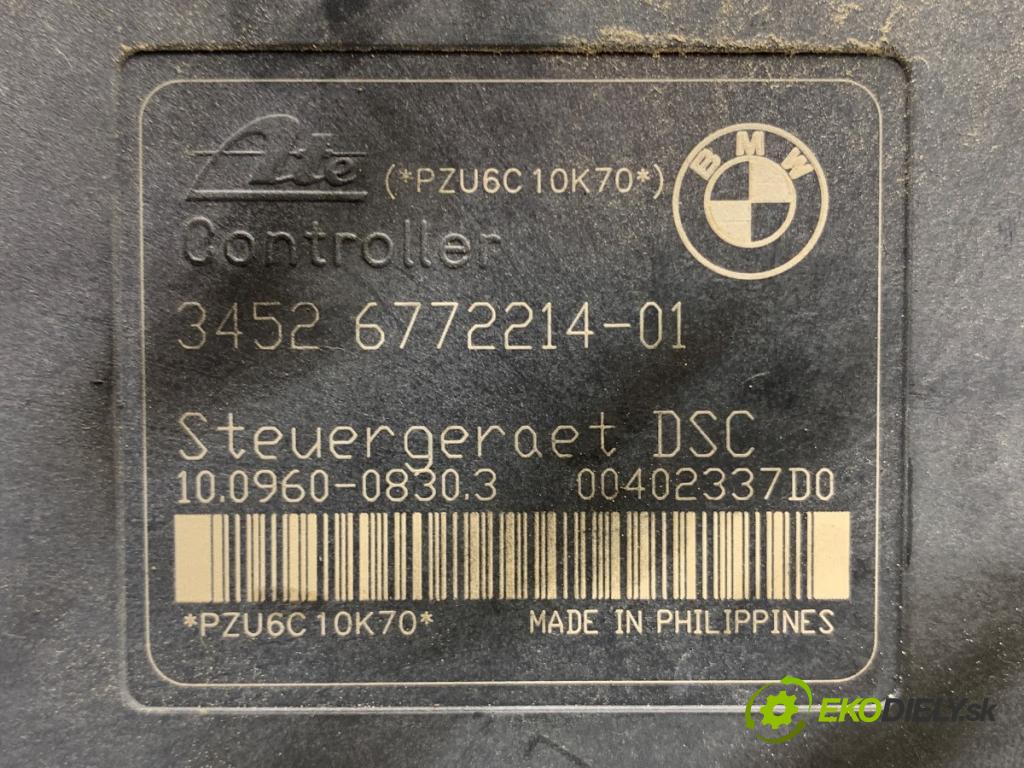 Ate (*PZU6C10K70*) BMW
Controller
3452 6772214-01
Steuergeraet DSC
10.0960-0830.3 00402337D0
*PZU6C10K70* MADE IN PHILIPPINES
EKODIELY.sk